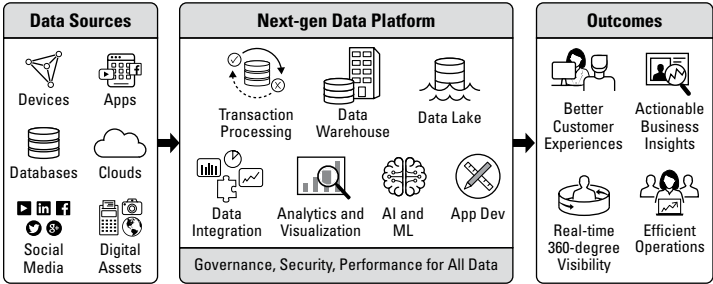 Data Sources
Devices
Apps
Databases
Clouds
Social
Media
Digital
Assets
Next-gen Data Platform
Transaction
Processing
Data
Warehouse
Data Lake
Data
Integration
Analytics and
Visualization
AI and
ML
App Dev
Governance, Security, Performance for All Data
Outcomes
Better
Customer
Experiences
Actionable
Business
Insights
Real-time
360-degree
Visibility
Efficient
Operations